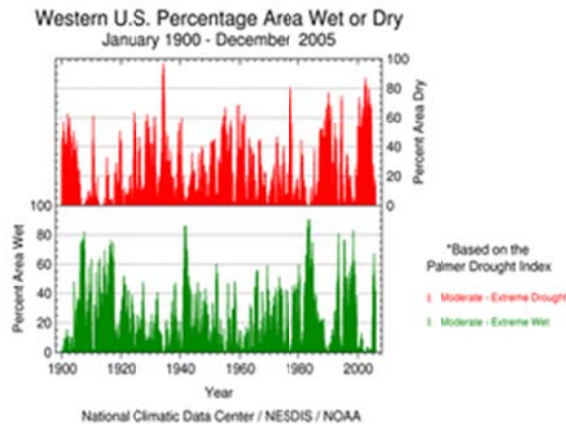 Western U.S. Percentage Area Wet or Dry
January 1900 - December 2005
100
80
60
40
20
0
Percent Area Dry
100
80
60
40
20
0
Percent Area Wet
1900 1920 1940 1960 1980 2000
Year
*Based on the
Palmer Drought Index
Moderate - Extreme Drought
Moderate - Extreme Wet
National Climatic Data Center / NESDIS / NOAA